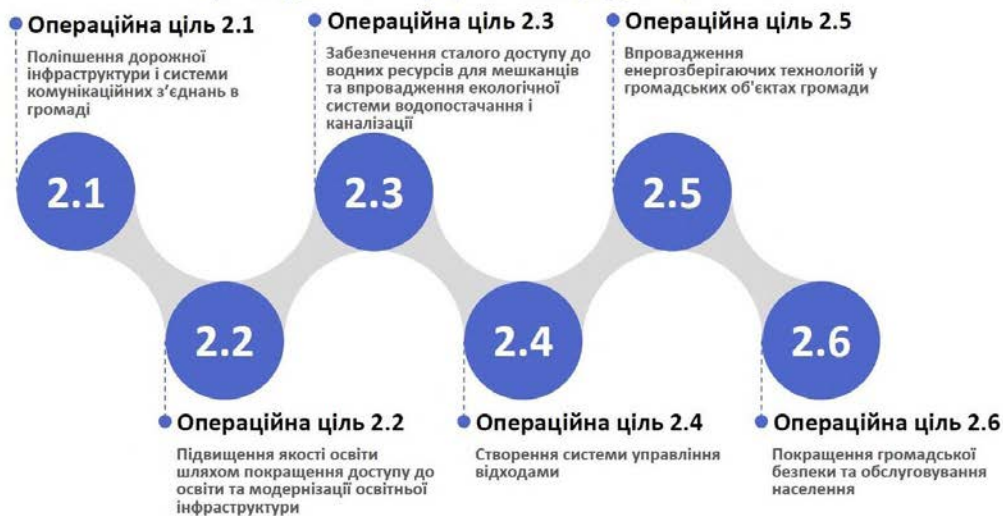 Операційна ціль 2.1
Поліпшення дорожньої
інфраструктури і системи
комунікаційних з’єднань в
громаді
Операційна ціль 2.3
Забезпечення сталого доступу до
водних ресурсів для мешканців
та впровадження екологічної
системи водопостачання і
каналізації
Операційна ціль 2.5
Впровадження
енергозберігаючих технологій у
громадських об'єктах громади
2.1
2.3
2.5
2.2
2.4
2.6
Операційна ціль 2.2
Підвищення якості освіти
шляхом покращення доступу до
освіти та модернізації освітньої
інфраструктури
Операційна ціль 2.4
Створення системи управління
відходами
Операційна ціль 2.6
Покращення громадської
безпеки та обслуговування
населення